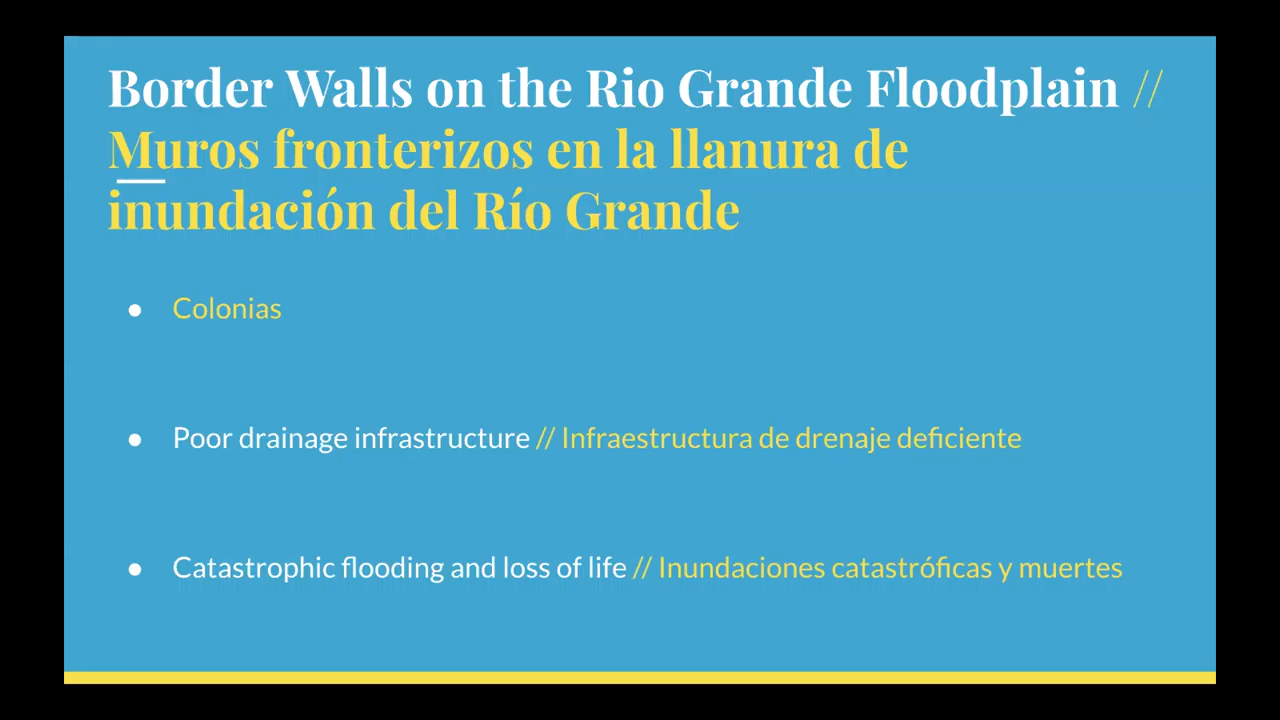 Border Walls on the Rio Grande Floodplain //
Muros fronterizos en la llanura de
inundación del Río Grande
● Colonias
● Poor drainage infrastructure // Infraestructura de drenaje deficiente
● Catastrophic flooding and loss of life // Inundaciones catastróficas y muertes